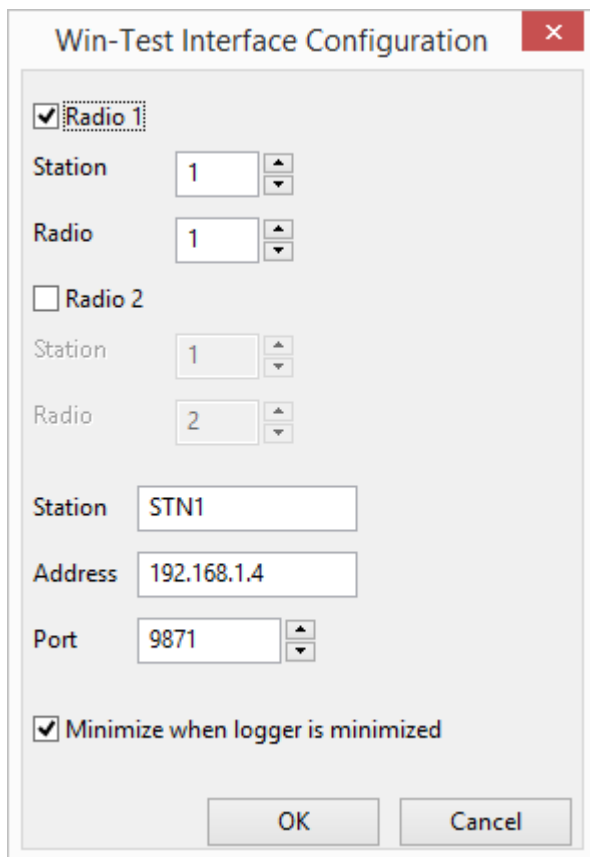 Win-Test Interface Configuration
Radio 1
Station 1
Radio 1
Radio 2
Station 1
Radio 2
Station STN1
Address 192.168.1.4
Port 9871
Minimize when logger is minimized
OK Cancel